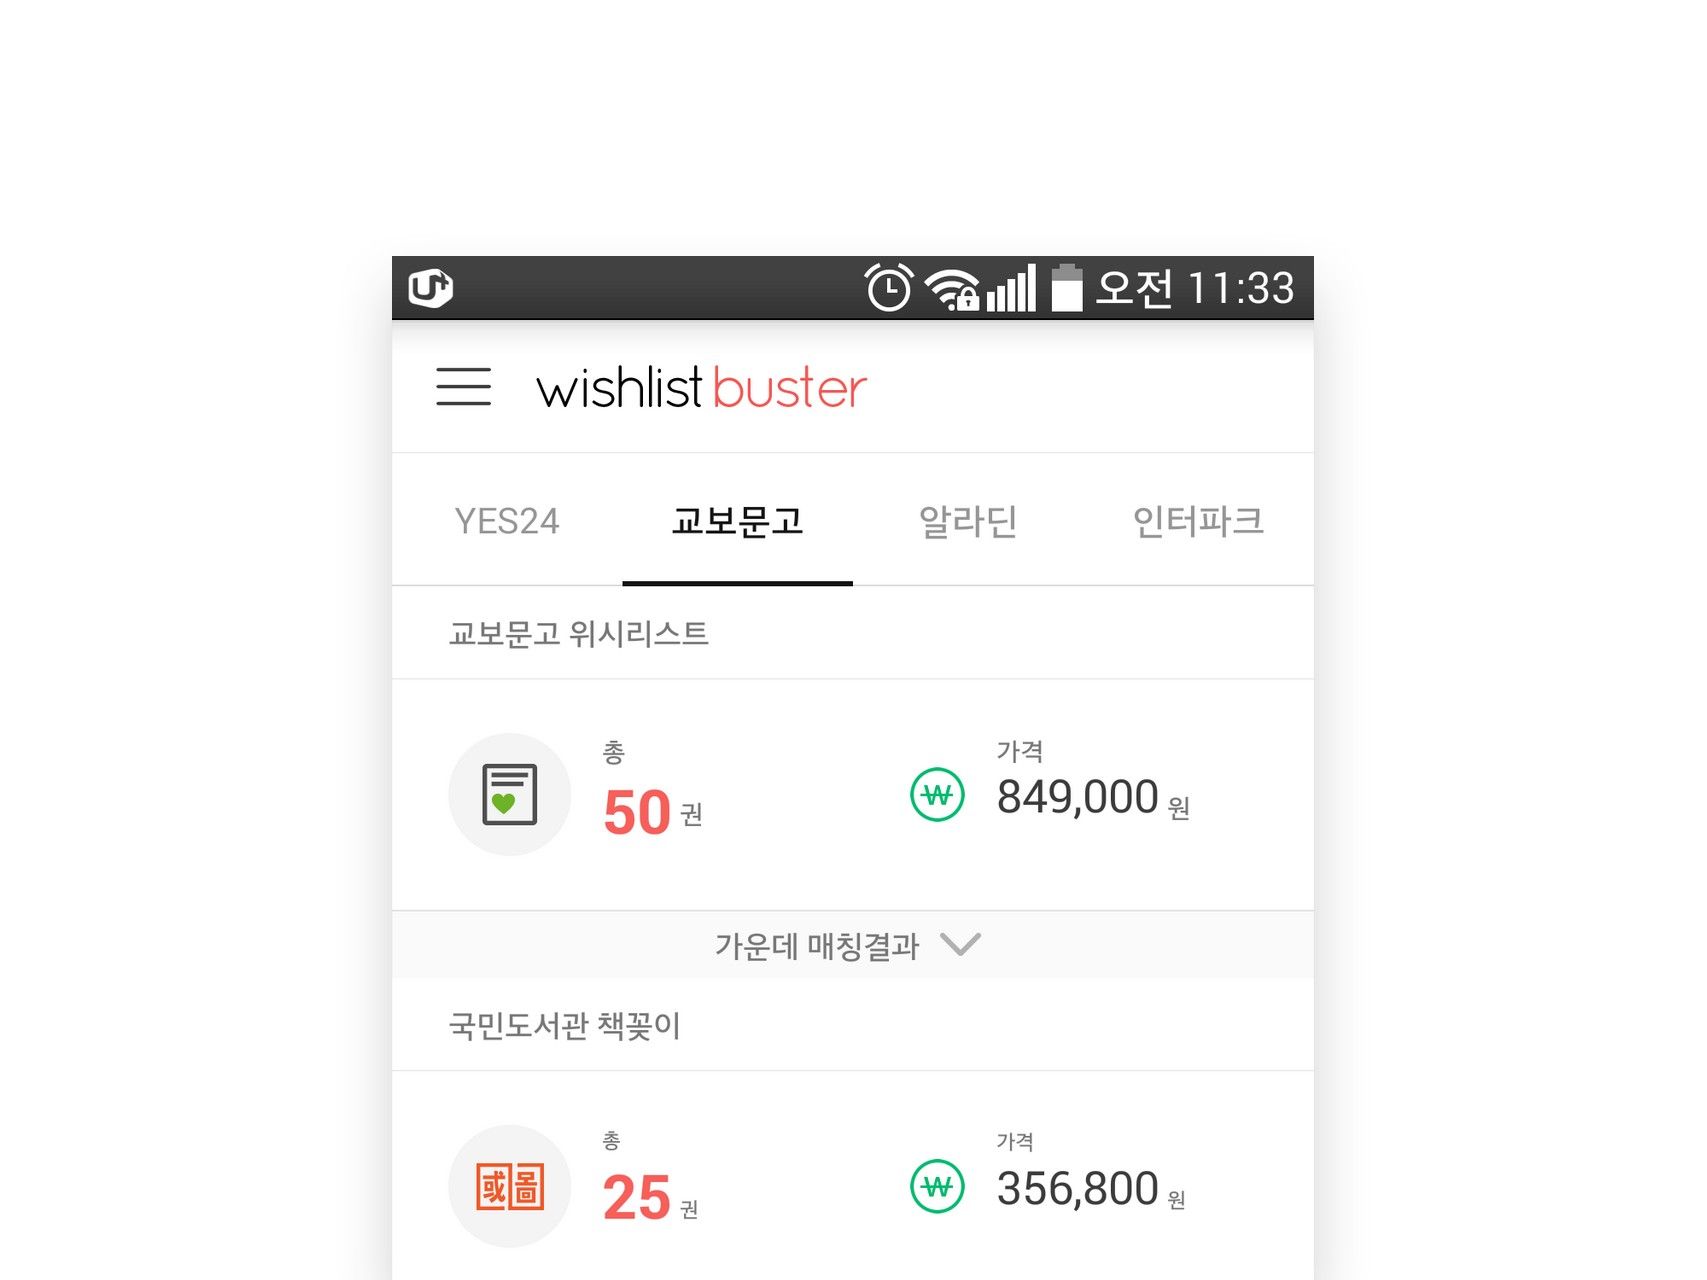 오전 11:33
wishlist buster
YES24 교보문고 알라딘 인터파크
교보문고 위시리스트
총 가격
50 권 849,000 원
가운데 매칭결과
국민도서관 책꽂이
총 가격
25 권 356,800 원